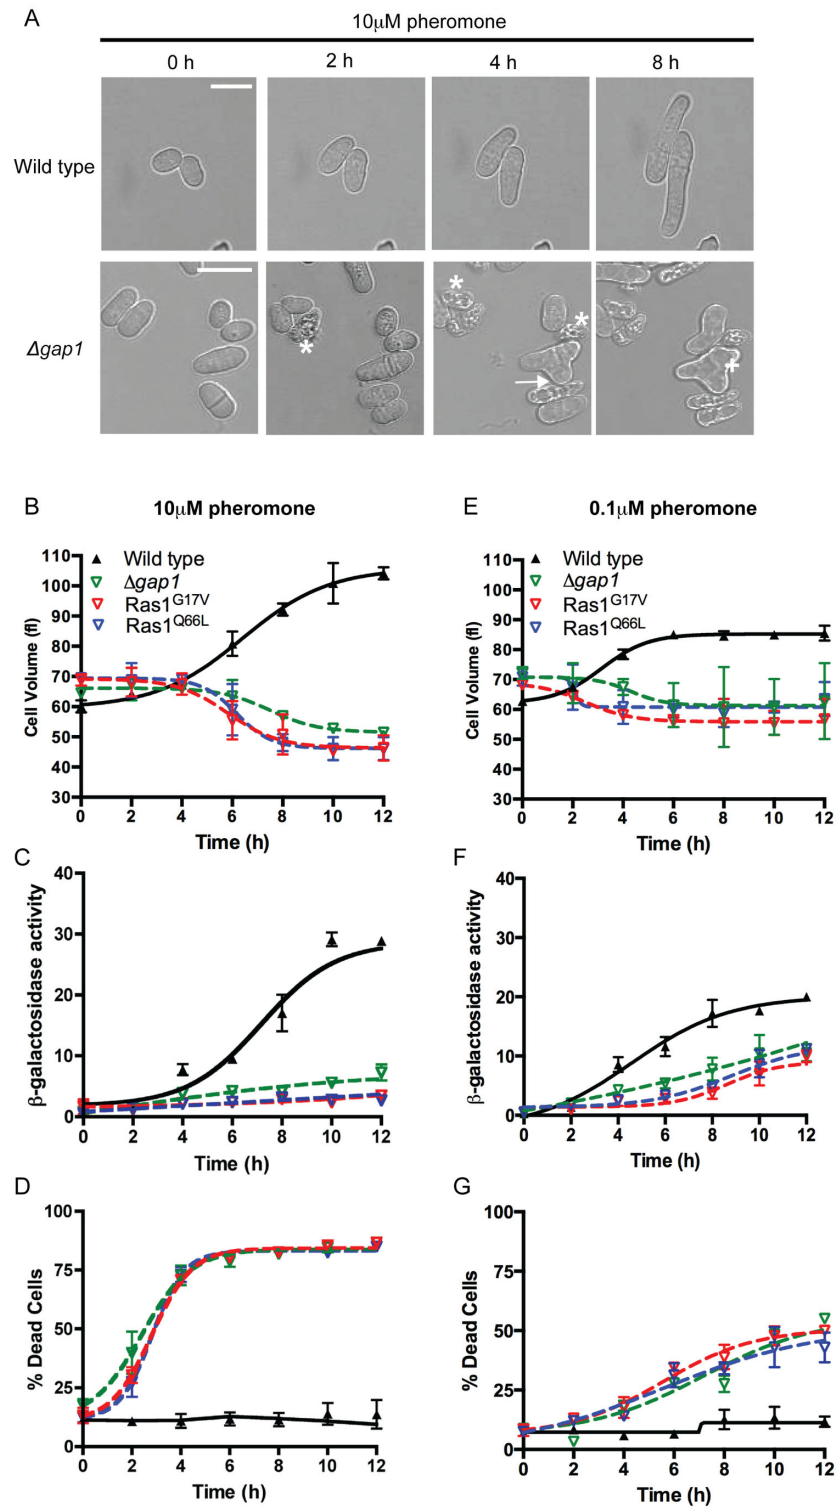 A
10μM pheromone
0 h 2 h 4 h 8 h
Wild type
Δgap1
* * * *
B 10μM pheromone
110
100
90
80
70
60
50
40
30
Cell Volume (fl)
Wild type
Δgap1
Ras1G17V
Ras1Q66L
0 2 4 6 8 10 12
Time (h)
C
40
30
20
10
0
β-galactosidase activity
0 2 4 6 8 10 12
Time (h)
D
100
75
50
25
0
% Dead Cells
0 2 4 6 8 10 12
Time (h)
E 0.1μM pheromone
110
100
90
80
70
60
50
40
30
Cell Volume (fl)
Wild type
Δgap1
Ras1G17V
Ras1Q66L
0 2 4 6 8 10 12
Time (h)
F
40
30
20
10
0
β-galactosidase activity
0 2 4 6 8 10 12
Time (h)
G
100
75
50
25
0
% Dead Cells
0 2 4 6 8 10 12
Time (h)